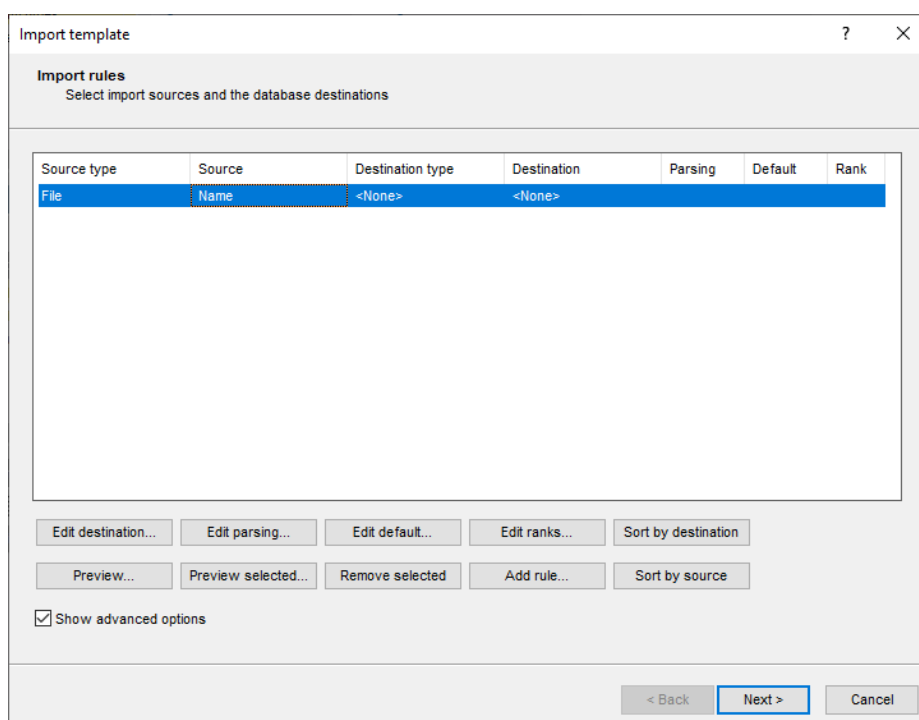 Import template
Import rules
Select import sources and the database destinations
Source type Source Destination type Destination Parsing Default Rank
File Name <None> <None>
Edit destination... Edit parsing... Edit default... Edit ranks... Sort by destination
Preview... Preview selected... Remove selected Add rule... Sort by source
Show advanced options
< Back Next > Cancel